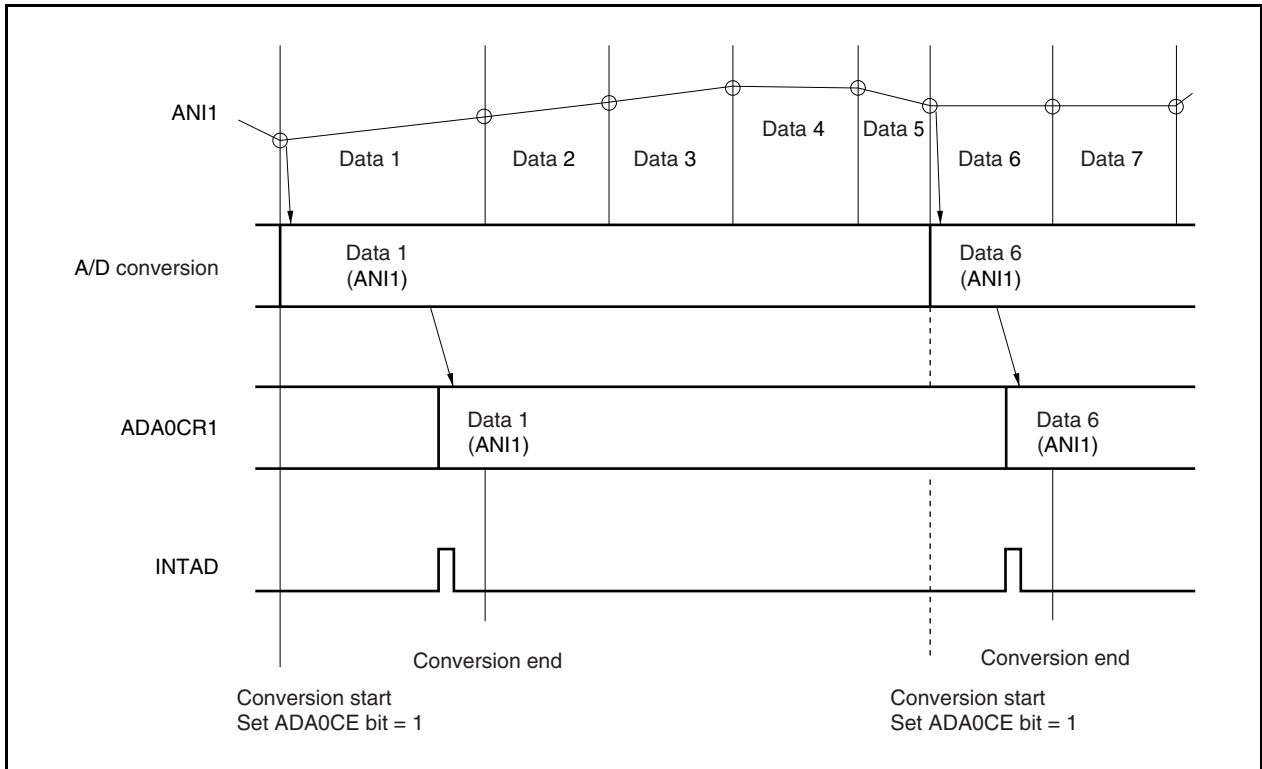 ANI1
Data 1
Data 2
Data 3
Data 4
Data 5
Data 6
Data 7
A/D conversion
Data 1
(ANI1)
Data 6
(ANI1)
ADA0CR1
Data 1
(ANI1)
Data 6
(ANI1)
INTAD
Conversion end
Conversion end
Conversion start
Set ADA0CE bit = 1
Conversion start
Set ADA0CE bit = 1